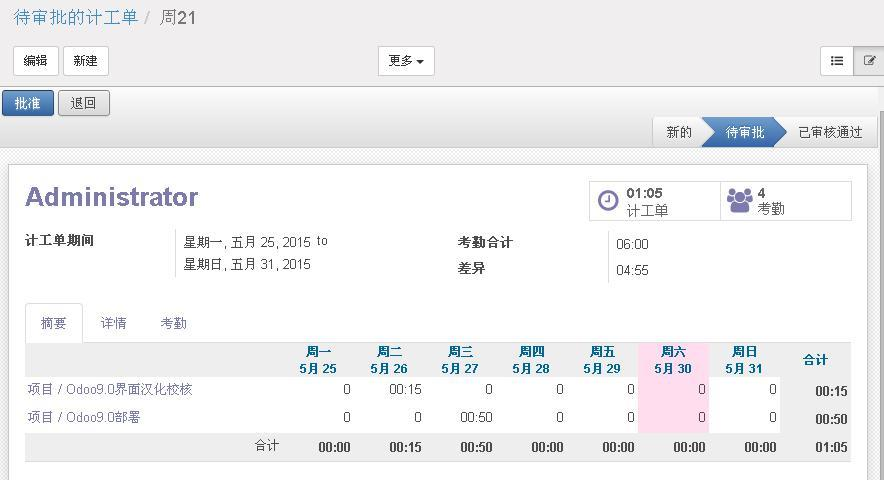 待审批的计工单 / 周21
编辑 新建 更多
批准 退回
新的 待审批 已审核通过
Administrator
01:05 计工单
4 考勤
计工单期间 星期一, 五月 25, 2015 to
星期日, 五月 31, 2015
考勤合计 06:00
差异 04:55
摘要 详情 考勤
周一 周二 周三 周四 周五 周六 周日 合计
5月 25 5月 26 5月 27 5月 28 5月 29 5月 30 5月 31
项目 / Odoo9.0界面汉化校核 0 00:15 0 0 0 0 0 00:15
项目 / Odoo9.0部署 0 0 00:50 0 0 0 0 00:50
合计 00:00 00:15 00:50 00:00 00:00 00:00 00:00 01:05